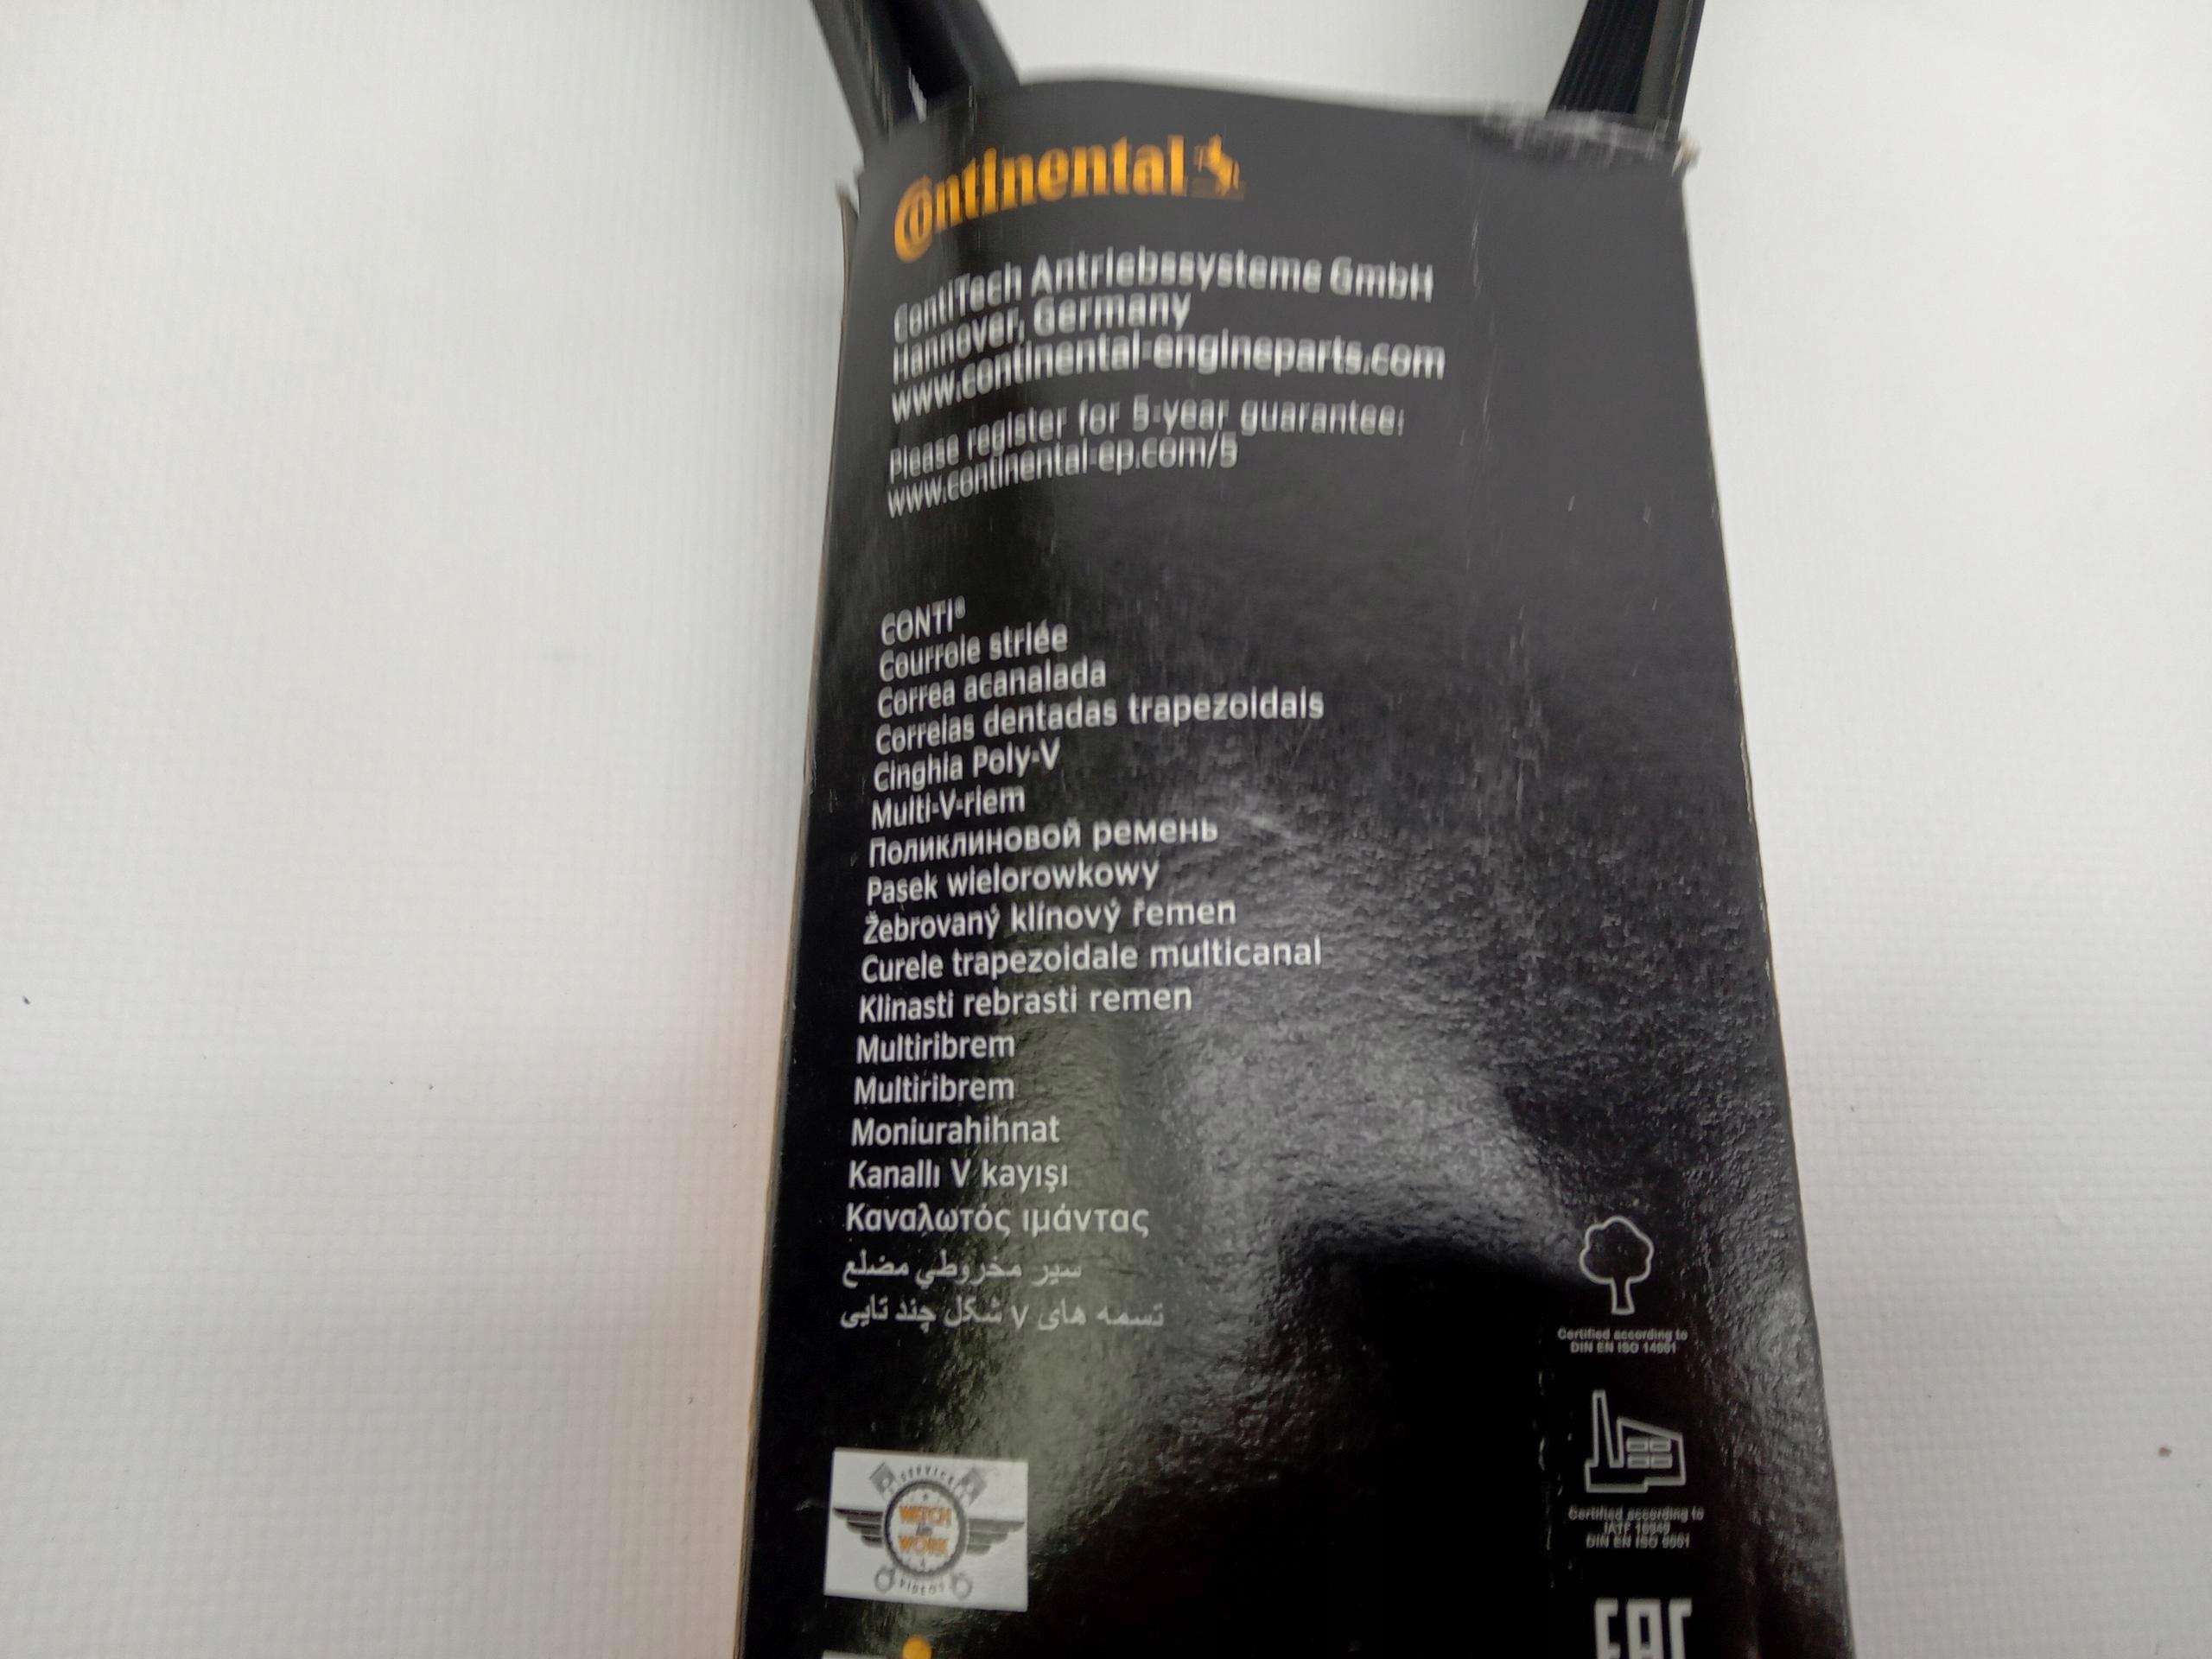 Continental
ContiTech Antriebssysteme GmbH
Hannover, Germany
www.continental-engineparts.com
Please register for 5-year guarantee:
www.continental-ep.com/5
CONTI®
Courroie striée
Correa acanalada
Correias dentadas trapezoidais
Cinghia Poly-V
Multi-V-riem
Поликлиновой ремень
Pasek wielorowkowy
Žebrovaný klínový řemen
Curele trapezoidale multicanal
Klinasti rebrasti remen
Multiribrem
Multiribrem
Moniurahihnat
Kanallı V kayışı
Καναλωτός ιμάντας
سير مخروطي مضلع
تسمه های V شکل چند تایی
Certified according to
DIN EN ISO 14001
Certified according to
IATF 16949
DIN EN ISO 9001
SERVICE
WATCH
and
WORK
VIDEOS
EAC